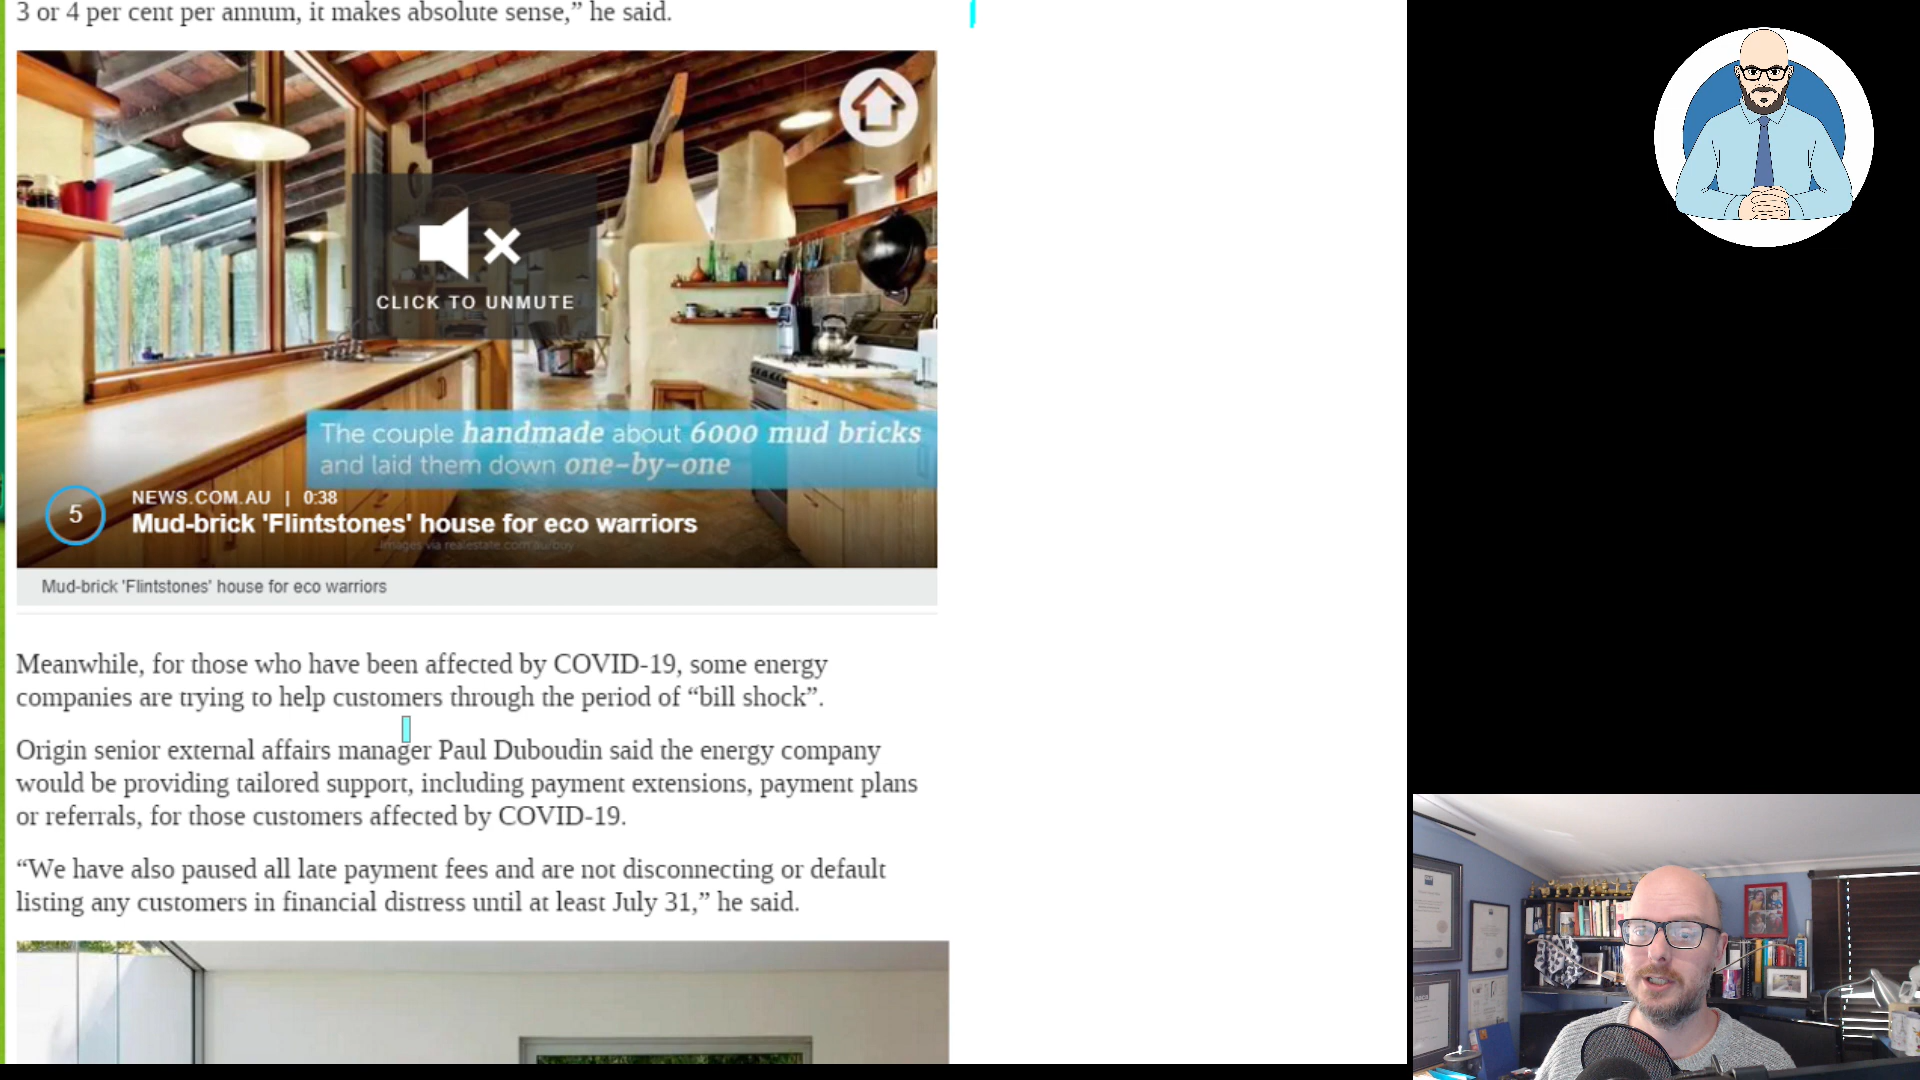 3 or 4 per cent per annum, it makes absolute sense,” he said.
CLICK TO UNMUTE
The couple handmade about 6000 mud bricks
and laid them down one-by-one
5
NEWS.COM.AU | 0:38
Mud-brick 'Flintstones' house for eco warriors
Images via realestate.com.au/buy
Mud-brick 'Flintstones' house for eco warriors
Meanwhile, for those who have been affected by COVID-19, some energy
companies are trying to help customers through the period of “bill shock”.
Origin senior external affairs manager Paul Duboudin said the energy company
would be providing tailored support, including payment extensions, payment plans
or referrals, for those customers affected by COVID-19.
“We have also paused all late payment fees and are not disconnecting or default
listing any customers in financial distress until at least July 31,” he said.